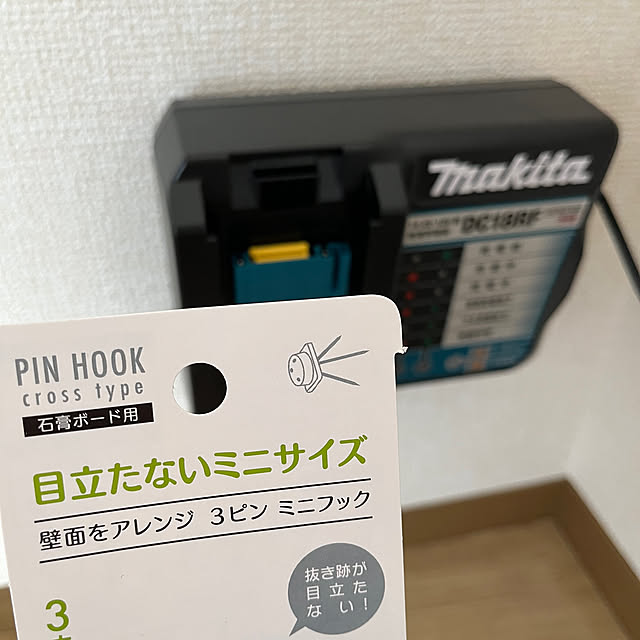 makita
DC18RF
PIN HOOK
cross type
石膏ボード用
目立たないミニサイズ
壁面をアレンジ 3ピン ミニフック
抜き跡が
目立た
ない!
3